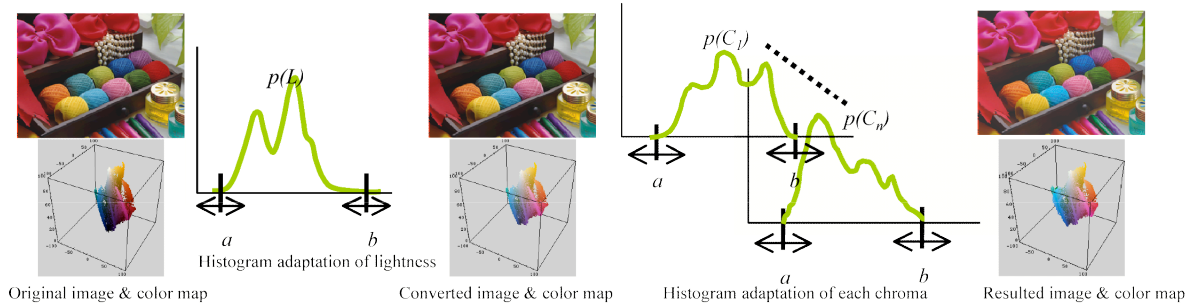 p(L)
a
b
Histogram adaptation of lightness
Original image & color map
Converted image & color map
p(C1)
p(Cn)
a
b
a
b
Histogram adaptation of each chroma
Resulted image & color map